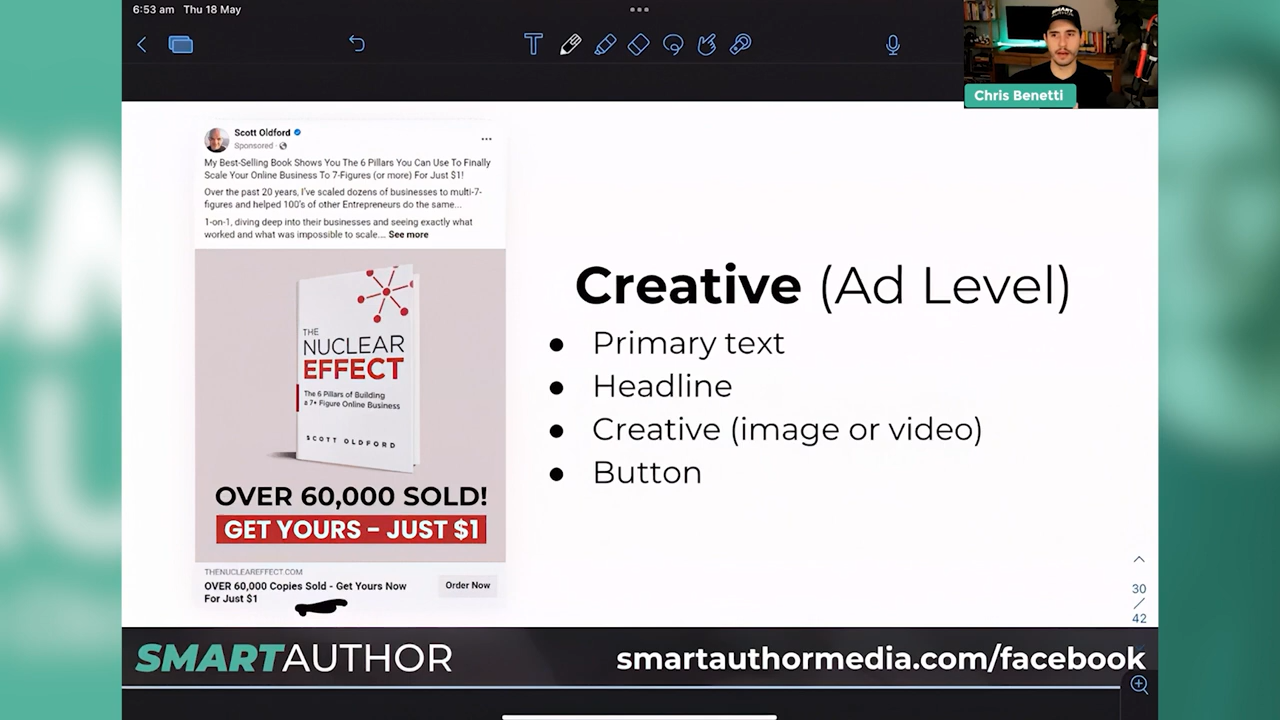 6:53 am Thu 18 May
Chris Benetti
Scott Oldford
Sponsored ·
My Best-Selling Book Shows You The 6 Pillars You Can Use To Finally
Scale Your Online Business To 7-Figures (or more) For Just $1!
Over the past 20 years, I've scaled dozens of businesses to multi-7-
figures and helped 100's of other Entrepreneurs do the same...
1-on-1, diving deep into their businesses and seeing exactly what
worked and what was impossible to scale... See more
THE
NUCLEAR
EFFECT
The 6 Pillars of Building
a 7+ Figure Online Business
SCOTT OLDFORD
OVER 60,000 SOLD!
GET YOURS - JUST $1
THENUCLEAREFFECT.COM
OVER 60,000 Copies Sold - Get Yours Now
For Just $1
Order Now
Creative (Ad Level)
● Primary text
● Headline
● Creative (image or video)
● Button
30
/
42
SMARTAUTHOR
smartauthormedia.com/facebook